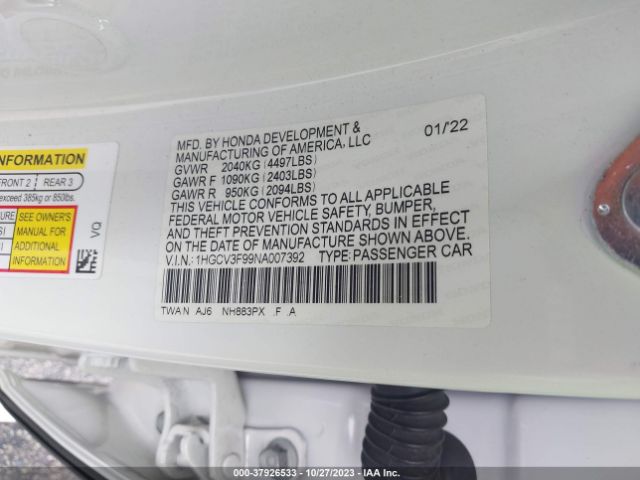 MFD. BY HONDA DEVELOPMENT &
MANUFACTURING OF AMERICA, LLC
01/'22
GVWR 2040KG (4497LBS)
GAWR F 1090KG (2403LBS)
GAWR R 950KG (2094LBS)
THIS VEHICLE CONFORMS TO ALL APPLICABLE
FEDERAL MOTOR VEHICLE SAFETY, BUMPER,
AND THEFT PREVENTION STANDARDS IN EFFECT
ON THE DATE OF MANUFACTURE SHOWN ABOVE.
V.I.N.: 1HGCV3F99NA007392 TYPE: PASSENGER CAR
TWAN AJ6 NH883PX .F .A
INFORMATION
FRONT 2 REAR 3
exceed 385kg or 850lbs.
SEE OWNER'S
MANUAL FOR
ADDITIONAL
INFORMATION
VQ
000-37926533 - 10/27/2023 - IAA Inc.